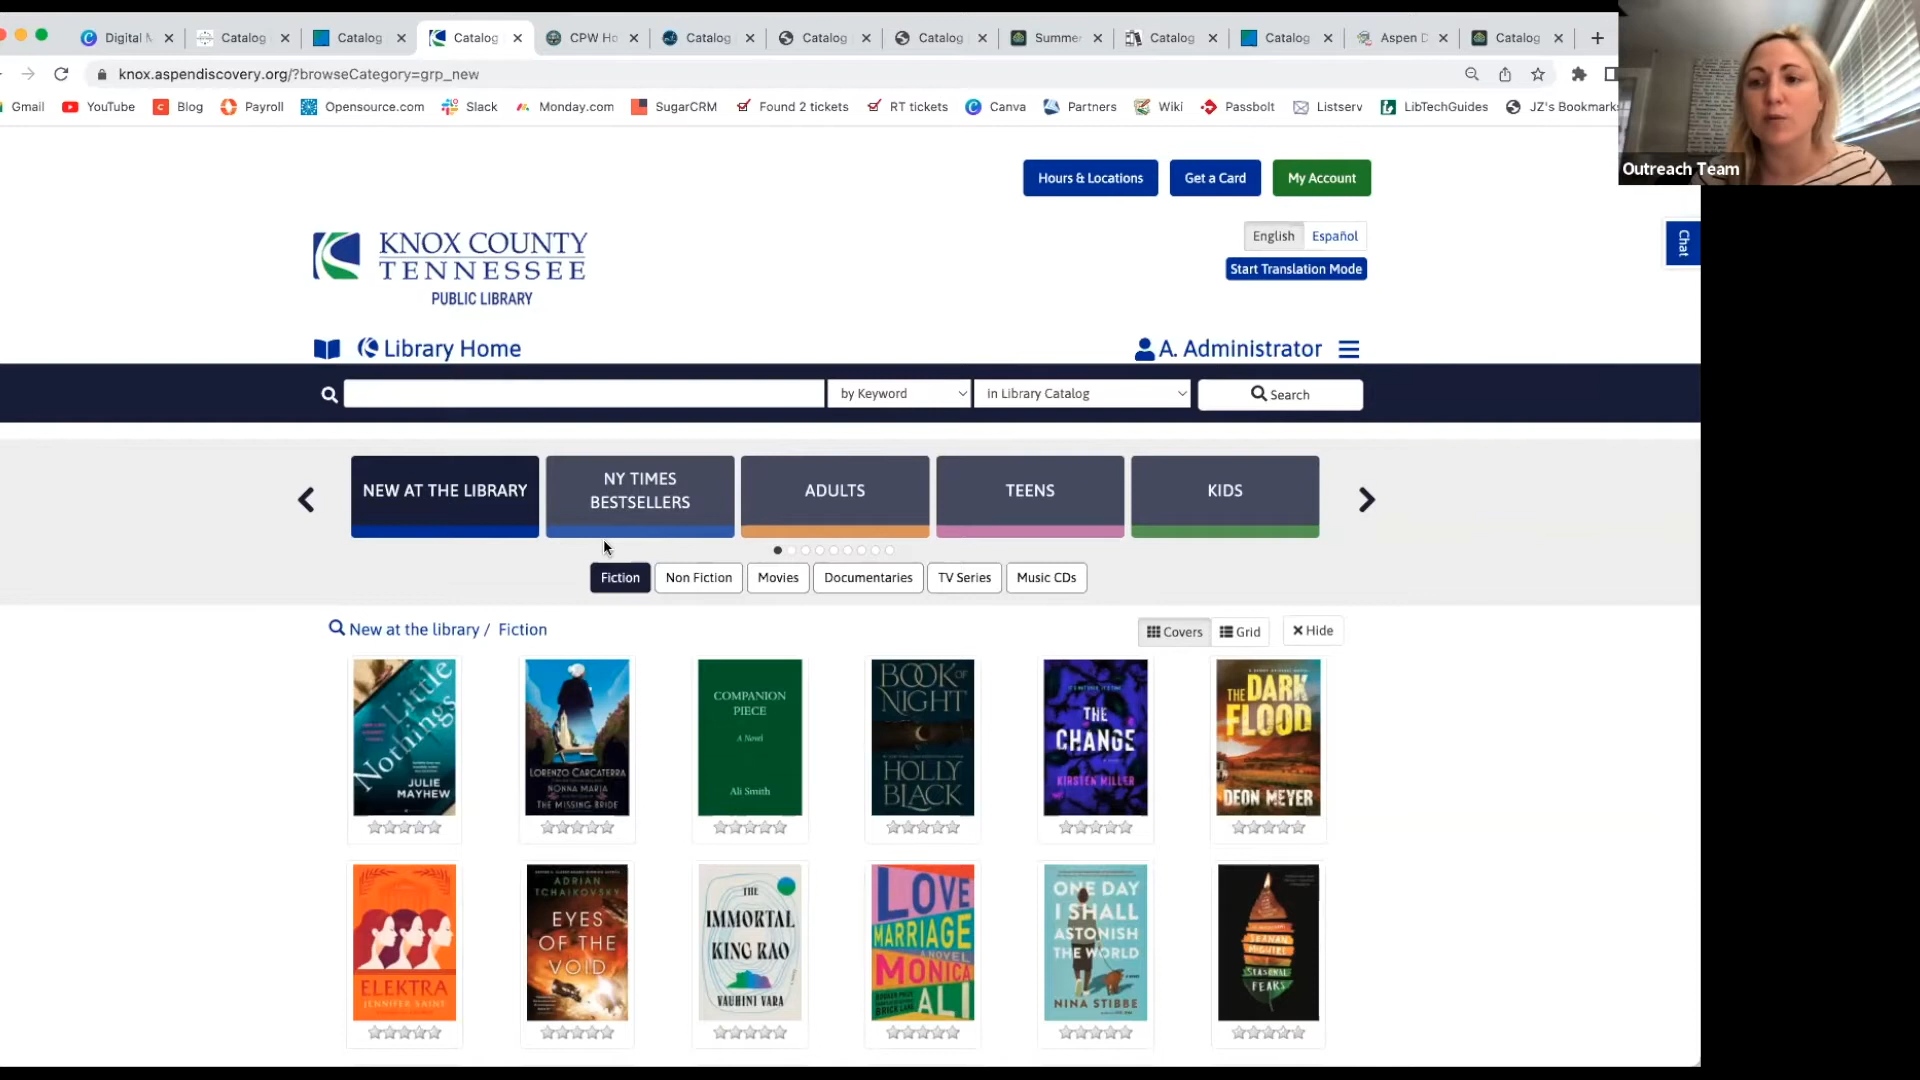 Digital M
Catalog
Catalog
Catalog
CPW Ho
Catalog
Catalog
Catalog
Summer
Catalog
Catalog
Aspen D
Catalog
knox.aspendiscovery.org/?browseCategory=grp_new
Gmail
YouTube
Blog
Payroll
Opensource.com
Slack
Monday.com
SugarCRM
Found 2 tickets
RT tickets
Canva
Partners
Wiki
Passbolt
Listserv
LibTechGuides
JZ's Bookmarks
Outreach Team
Hours & Locations
Get a Card
My Account
Chat
KNOX COUNTY
TENNESSEE
PUBLIC LIBRARY
English
Español
Start Translation Mode
Library Home
A. Administrator
by Keyword
in Library Catalog
Search
NEW AT THE LIBRARY
NY TIMES
BESTSELLERS
ADULTS
TEENS
KIDS
Fiction
Non Fiction
Movies
Documentaries
TV Series
Music CDs
New at the library / Fiction
Covers
Grid
Hide
Little
Nothings
JULIE
MAYHEW
LORENZO CARCATERRA
NONNA MARIA
THE MISSING BRIDE
COMPANION
PIECE
A Novel
Ali Smith
BOOK OF
NIGHT
HOLLY
BLACK
THE
CHANGE
KIRSTEN MILLER
THE DARK
FLOOD
DEON MEYER
ELEKTRA
JENNIFER SAINT
ADRIAN
TCHAIKOVSKY
EYES
OF THE
VOID
THE
IMMORTAL
KING RAO
VAUHINI VARA
LOVE
MARRIAGE
A NOVEL
MONICA
ALI
ONE DAY
I SHALL
ASTONISH
THE WORLD
NINA STIBBE
SEANAN
MCGUIRE
SEASONAL
FEARS